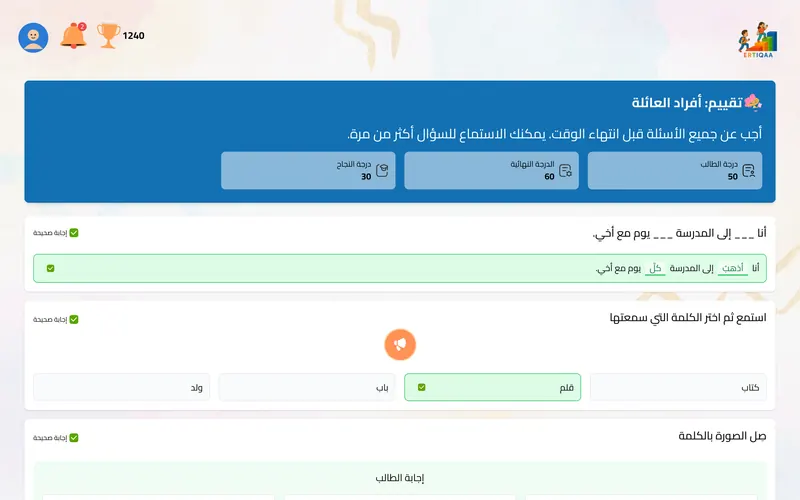 2
1240
ERTIQAA
تقييم: أفراد العائلة
أجب عن جميع الأسئلة قبل انتهاء الوقت. يمكنك الاستماع للسؤال أكثر من مرة.
درجة الطالب
50
الدرجة النهائية
60
درجة النجاح
30
أنا ـــ إلى المدرسة ـــ يوم مع أخي.
إجابة صحيحة
أنا أذهبُ إلى المدرسة كلَّ يوم مع أخي.
استمع ثم اختر الكلمة التي سمعتها
إجابة صحيحة
كتاب
قلم
باب
ولد
صِل الصورة بالكلمة
إجابة صحيحة
إجابة الطالب